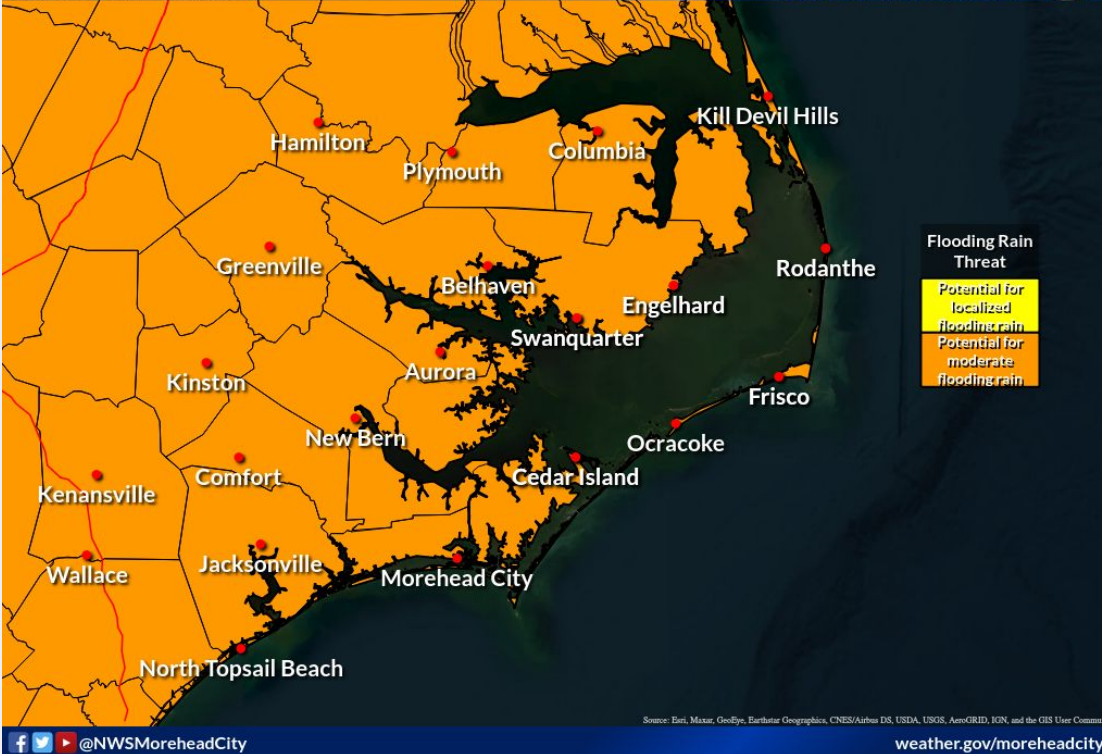 Kill Devil Hills
Hamilton
Columbia
Plymouth
Flooding Rain
Threat
Greenville
Rodanthe
Belhaven
Potential for
localized
flooding rain
Engelhard
Swanquarter
Potential for
moderate
flooding rain
Aurora
Kinston
Frisco
New Bern
Ocracoke
Comfort
Cedar Island
Kenansville
Jacksonville
Wallace
Morehead City
North Topsail Beach
Source: Esri, Maxar, GeoEye, Earthstar Geographics, CNES/Airbus DS, USDA, USGS, AeroGRID, IGN, and the GIS User Commu
@NWSMoreheadCity
weather.gov/moreheadcity